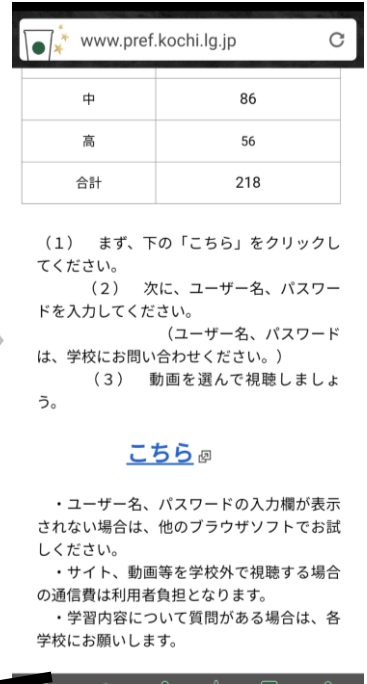 www.pref.kochi.lg.jp
中 86
高 56
合計 218
(1) まず、下の「こちら」をクリックし
てください。
(2) 次に、ユーザー名、パスワー
ドを入力してください。
(ユーザー名、パスワード
は、学校にお問い合わせください。)
(3) 動画を選んで視聴しましょ
う。
こちら
・ユーザー名、パスワードの入力欄が表示
されない場合は、他のブラウザソフトでお試
しください。
・サイト、動画等を学校外で視聴する場合
の通信費は利用者負担となります。
・学習内容について質問がある場合は、各
学校にお願いします。